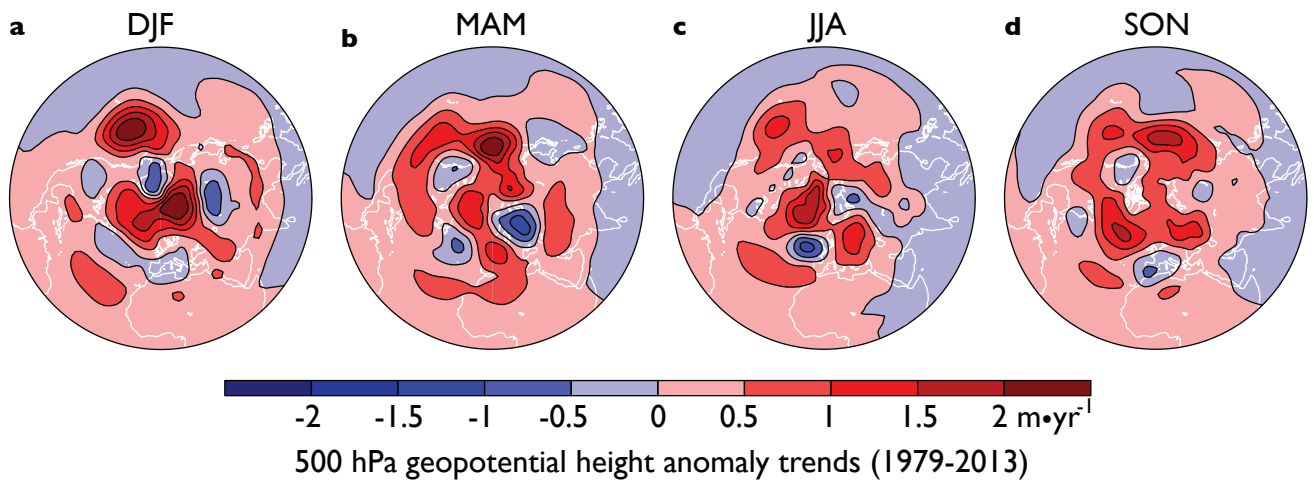 a DJF b MAM c JJA d SON
-2 -1.5 -1 -0.5 0 0.5 1 1.5 2 m•yr⁻¹
500 hPa geopotential height anomaly trends (1979-2013)